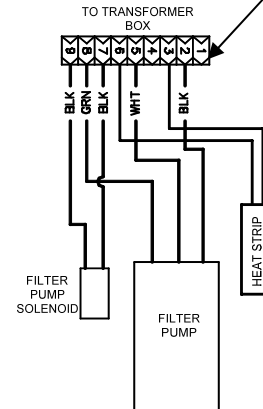 TO TRANSFORMER
BOX
9 8 7 6 5 4 3 2 1
BLK GRN BLK WHT BLK
HEAT STRIP
FILTER
PUMP
SOLENOID
FILTER
PUMP